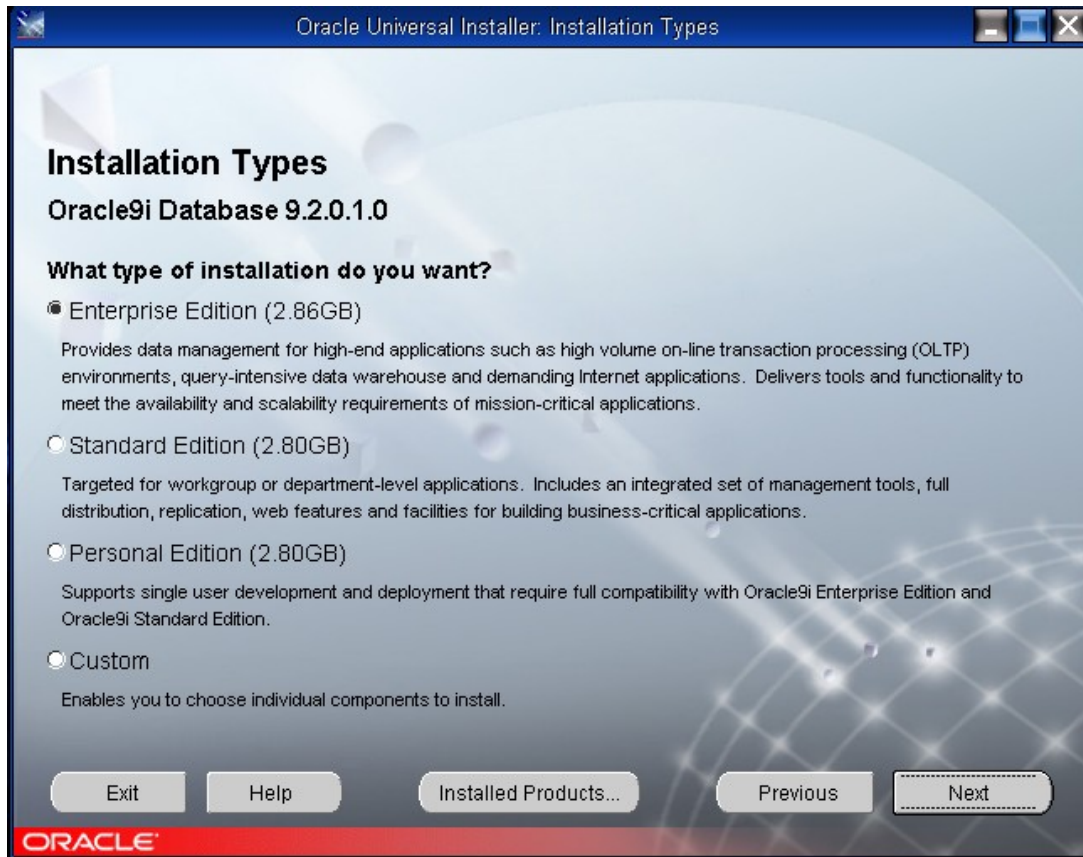 Oracle Universal Installer: Installation Types
Installation Types
Oracle9i Database 9.2.0.1.0
What type of installation do you want?
Enterprise Edition (2.86GB)
Provides data management for high-end applications such as high volume on-line transaction processing (OLTP)
environments, query-intensive data warehouse and demanding Internet applications. Delivers tools and functionality to
meet the availability and scalability requirements of mission-critical applications.
Standard Edition (2.80GB)
Targeted for workgroup or department-level applications. Includes an integrated set of management tools, full
distribution, replication, web features and facilities for building business-critical applications.
Personal Edition (2.80GB)
Supports single user development and deployment that require full compatibility with Oracle9i Enterprise Edition and
Oracle9i Standard Edition.
Custom
Enables you to choose individual components to install.
Exit Help Installed Products... Previous Next
ORACLE